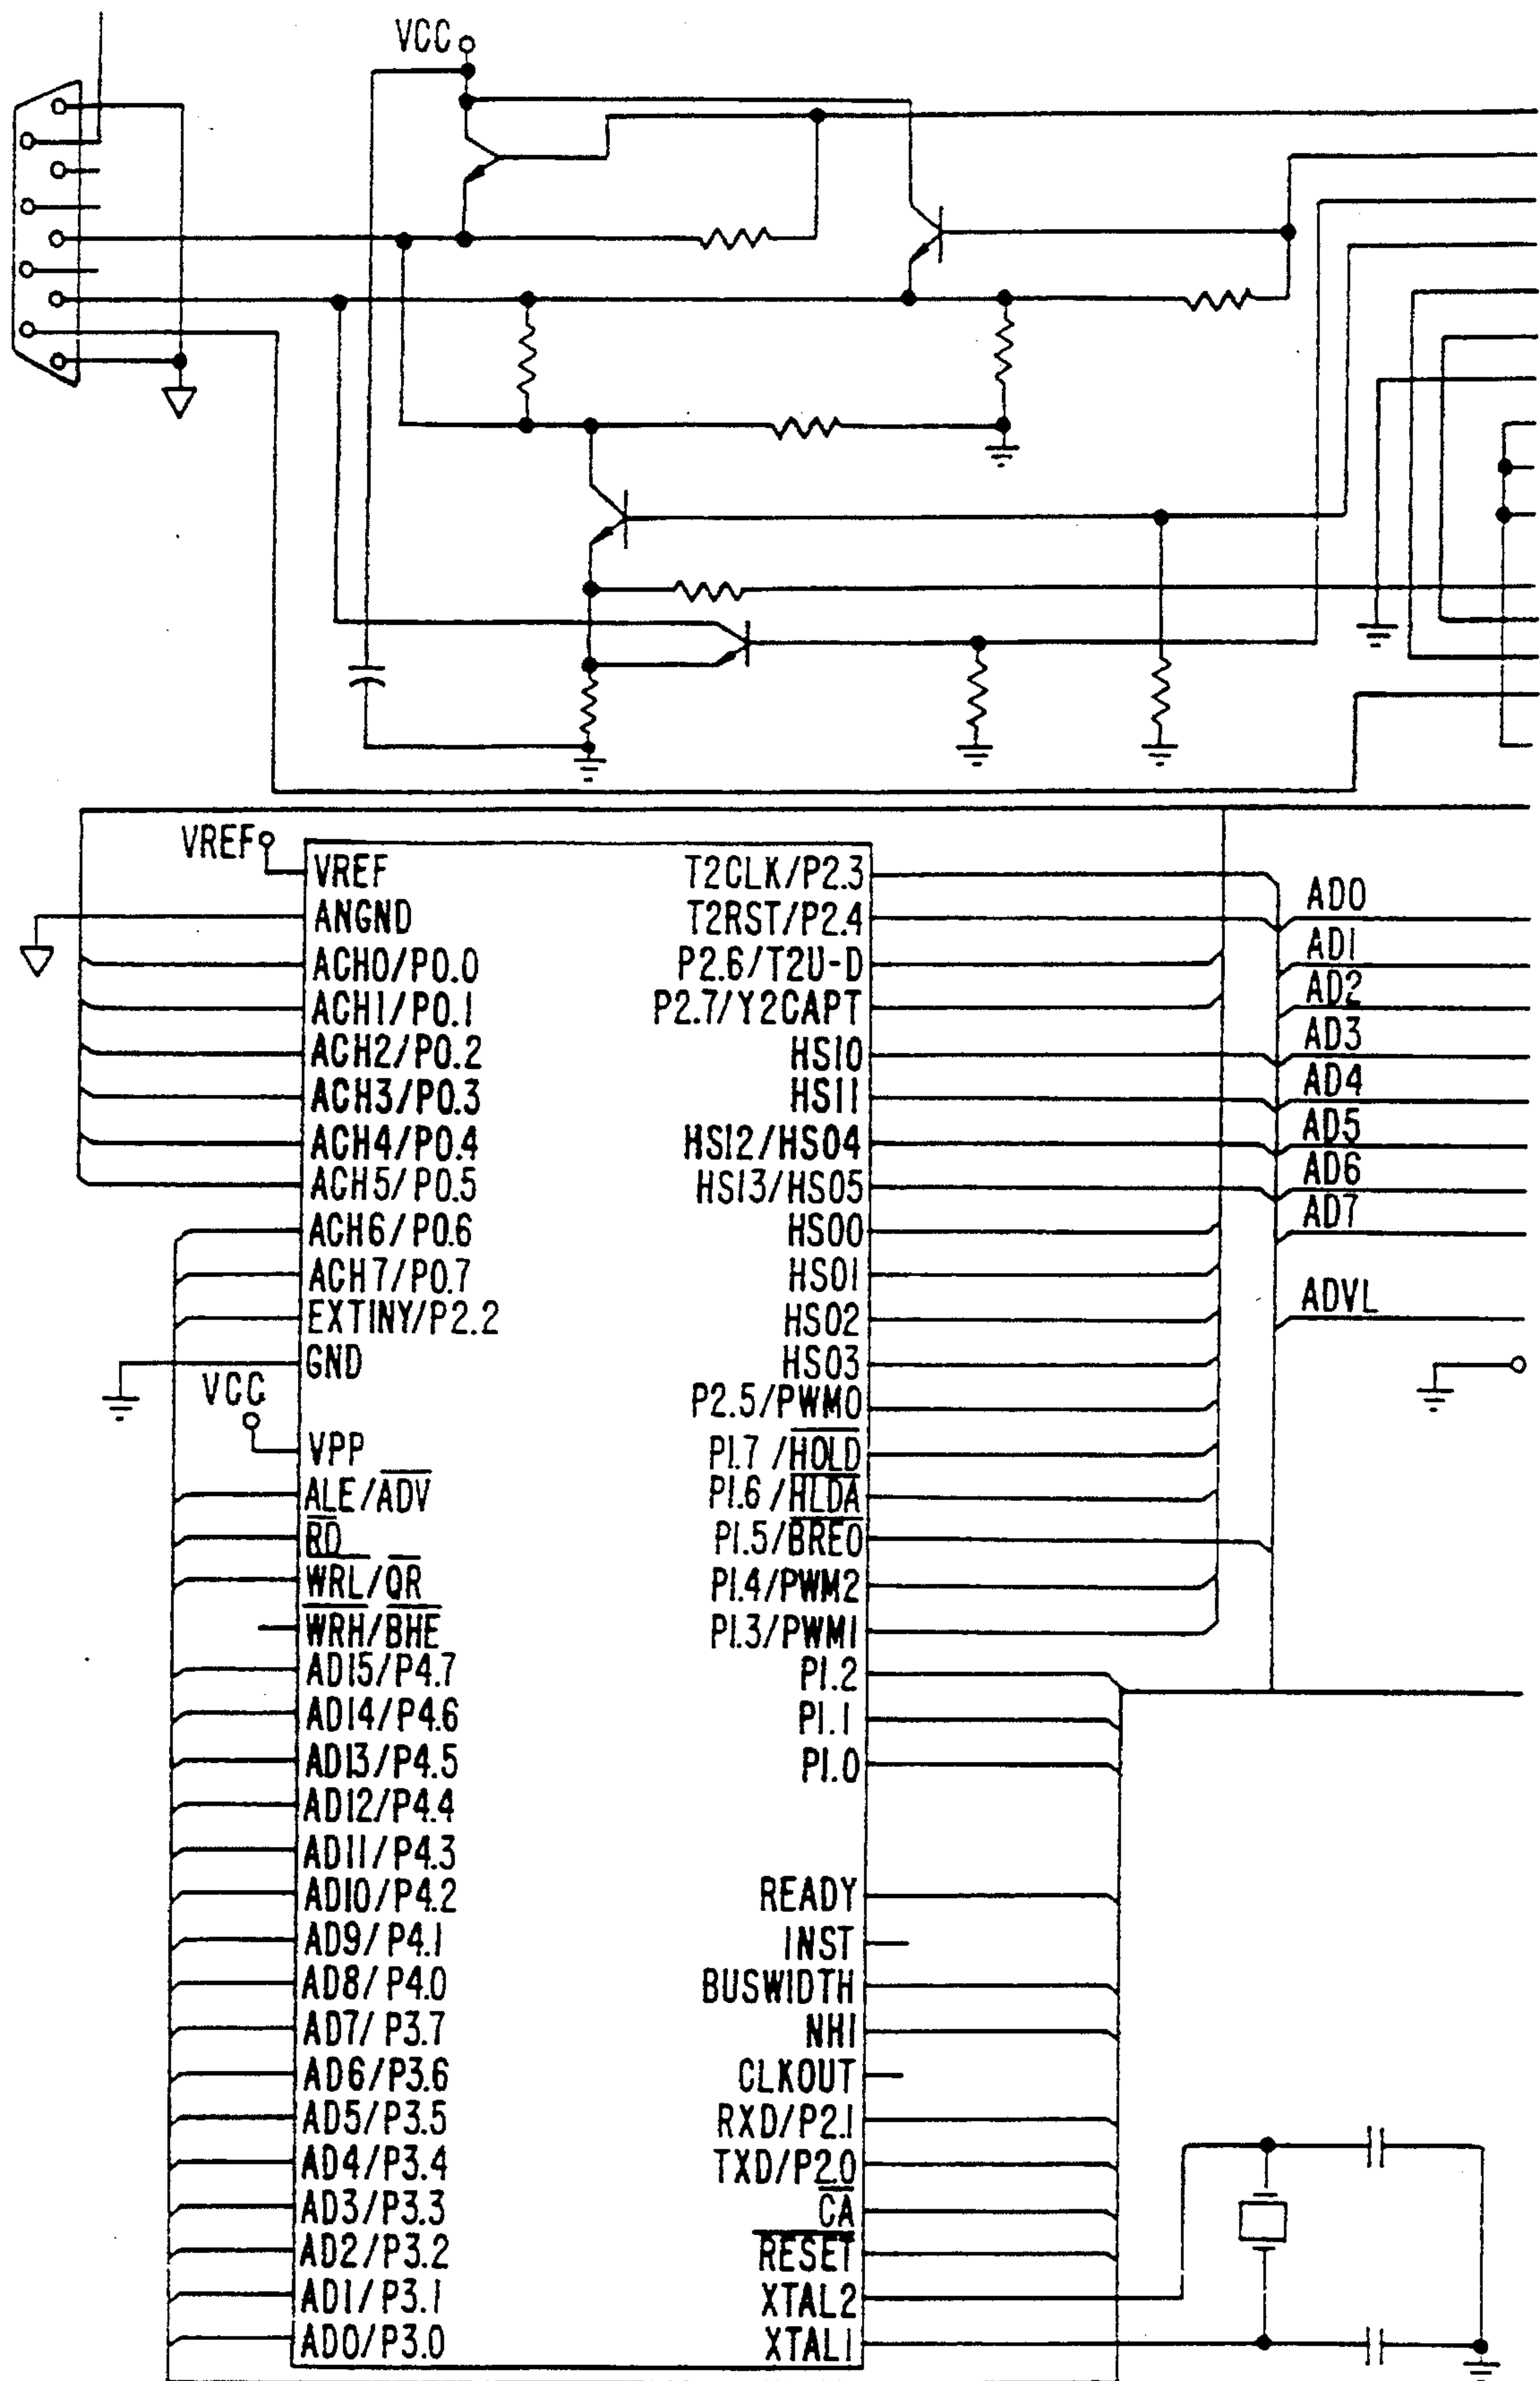 VCC
VREF
VREF
ANGND
ACH0/P0.0
ACH1/P0.1
ACH2/P0.2
ACH3/P0.3
ACH4/P0.4
ACH5/P0.5
ACH6/P0.6
ACH7/P0.7
EXTINY/P2.2
GND
VCC
VPP
ALE/ADV
RD
WRL/QR
WRH/BHE
AD15/P4.7
AD14/P4.6
AD13/P4.5
AD12/P4.4
AD11/P4.3
AD10/P4.2
AD9/P4.1
AD8/P4.0
AD7/P3.7
AD6/P3.6
AD5/P3.5
AD4/P3.4
AD3/P3.3
AD2/P3.2
AD1/P3.1
AD0/P3.0
T2CLK/P2.3
T2RST/P2.4
P2.6/T2U-D
P2.7/Y2CAPT
HSI0
HSI1
HSI2/HSO4
HSI3/HSO5
HSO0
HSO1
HSO2
HSO3
P2.5/PWM0
P1.7/HOLD
P1.6/HLDA
P1.5/BREQ
P1.4/PWM2
P1.3/PWM1
P1.2
P1.1
P1.0
READY
INST
BUSWIDTH
NHI
CLKOUT
RXD/P2.1
TXD/P2.0
CA
RESET
XTAL2
XTAL1
AD0
AD1
AD2
AD3
AD4
AD5
AD6
AD7
ADVL